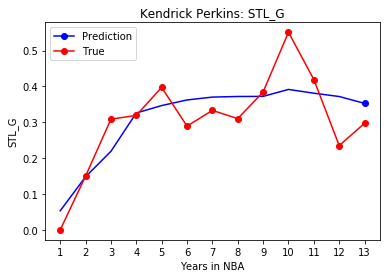 Kendrick Perkins: STL_G
Prediction
True
STL_G
0.5
0.4
0.3
0.2
0.1
0.0
1 2 3 4 5 6 7 8 9 10 11 12 13
Years in NBA